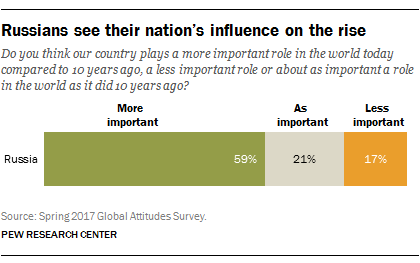 Russians see their nation's influence on the rise
Do you think our country plays a more important role in the world today
compared to 10 years ago, a less important role or about as important a role
in the world as it did 10 years ago?
More important
As important
Less important
Russia 59% 21% 17%
Source: Spring 2017 Global Attitudes Survey.
PEW RESEARCH CENTER